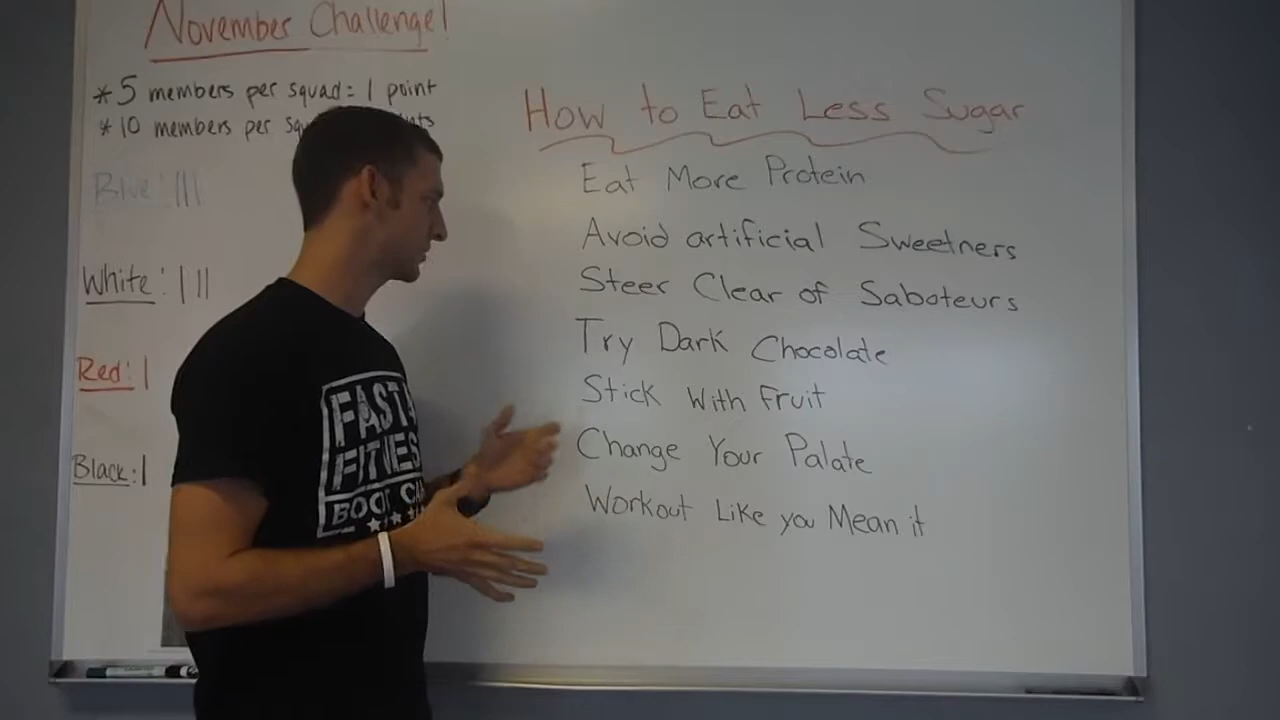 November Challenge!
*5 members per squad= 1 point
*10 members per
Blue: |||
White: |||
Red: |
Black: |
How to Eat Less Sugar
Eat More Protein
Avoid artificial Sweetners
Steer Clear of Saboteurs
Try Dark Chocolate
Stick With Fruit
Change Your Palate
Workout Like you Mean it
FAST
FITNES
BOOT CA